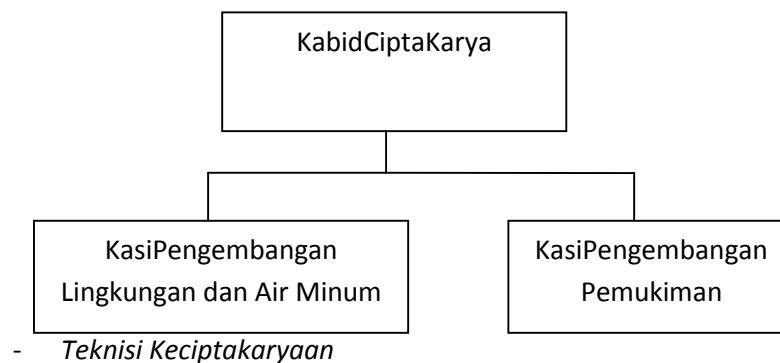 KabidCiptaKarya
KasiPengembangan
Lingkungan dan Air Minum
KasiPengembangan
Pemukiman
- Teknisi Keciptakaryaan